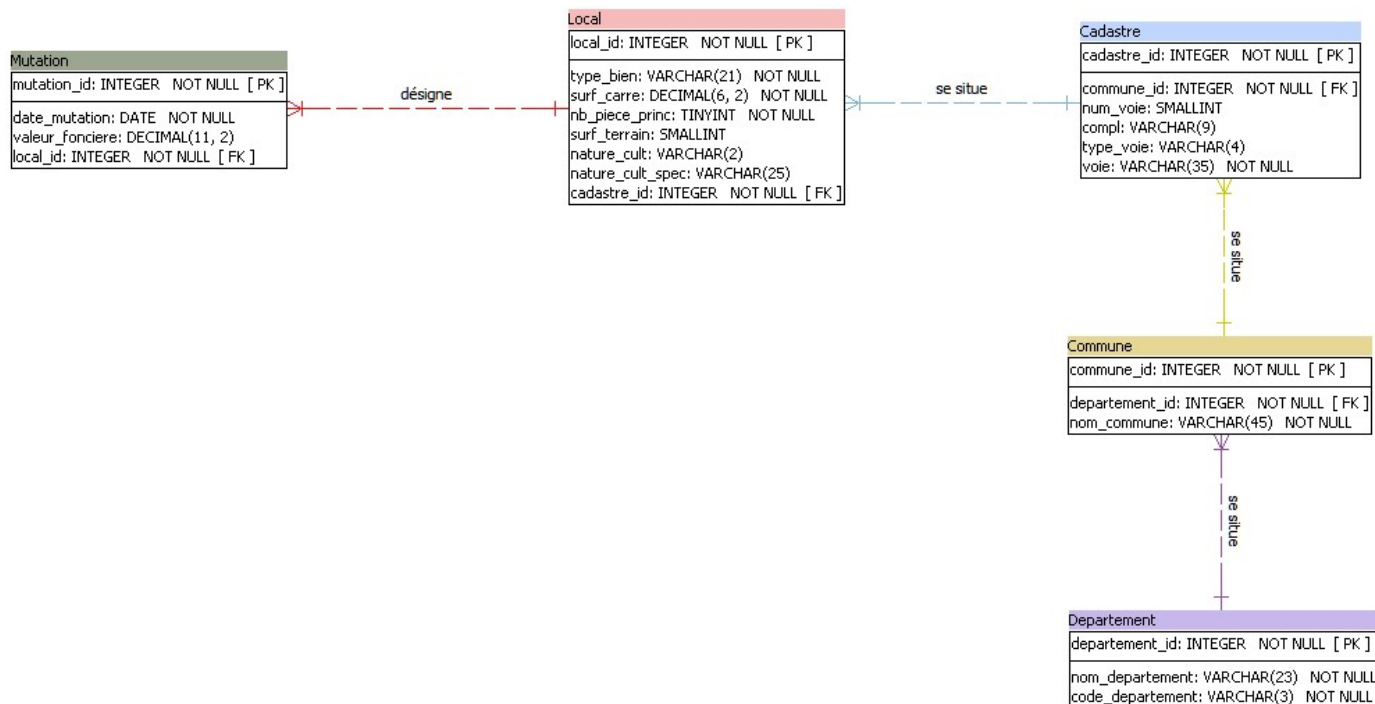 Mutation
mutation_id: INTEGER NOT NULL [ PK ]
date_mutation: DATE NOT NULL
valeur_fonciere: DECIMAL(11, 2)
local_id: INTEGER NOT NULL [ FK ]
désigne
Local
local_id: INTEGER NOT NULL [ PK ]
type_bien: VARCHAR(21) NOT NULL
surf_carre: DECIMAL(6, 2) NOT NULL
nb_piece_princ: TINYINT NOT NULL
surf_terrain: SMALLINT
nature_cult: VARCHAR(2)
nature_cult_spec: VARCHAR(25)
cadastre_id: INTEGER NOT NULL [ FK ]
se situe
Cadastre
cadastre_id: INTEGER NOT NULL [ PK ]
commune_id: INTEGER NOT NULL [ FK ]
num_voie: SMALLINT
compl: VARCHAR(9)
type_voie: VARCHAR(4)
voie: VARCHAR(35) NOT NULL
se situe
Commune
commune_id: INTEGER NOT NULL [ PK ]
departement_id: INTEGER NOT NULL [ FK ]
nom_commune: VARCHAR(45) NOT NULL
se situe
Departement
departement_id: INTEGER NOT NULL [ PK ]
nom_departement: VARCHAR(23) NOT NULL
code_departement: VARCHAR(3) NOT NULL